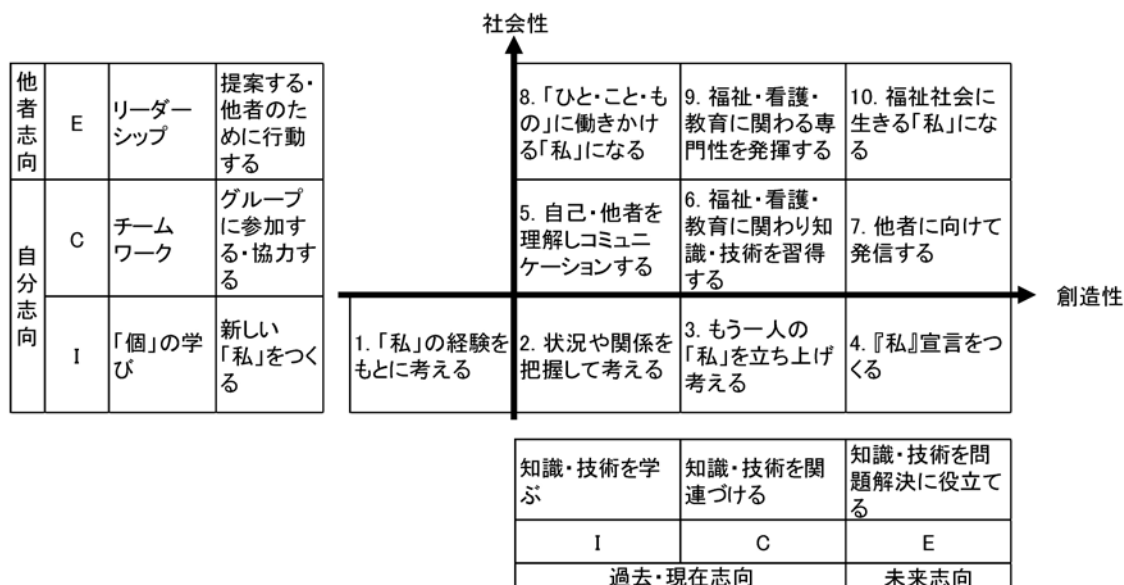 社会性
他者志向
E
リーダー
シップ
提案する・
他者のた
めに行動
する
8. 「ひと・こと・も
の」に働きかけ
る「私」になる
9. 福祉・看護・
教育に関わる専
門性を発揮する
10. 福祉社会に
生きる「私」にな
る
自分志向
C
チーム
ワーク
グループ
に参加す
る・協力す
る
5. 自己・他者を
理解しコミュニ
ケーションする
6. 福祉・看護・
教育に関わり知
識・技術を習得
する
7. 他者に向けて
発信する
創造性
I
「個」の学
び
新しい
「私」をつく
る
1. 「私」の経験を
もとに考える
2. 状況や関係を
把握して考える
3. もう一人の
「私」を立ち上げ
考える
4. 『私』宣言をつ
くる
知識・技術を学
ぶ
知識・技術を関
連づける
知識・技術を問
題解決に役立て
る
I
C
E
過去・現在志向
未来志向